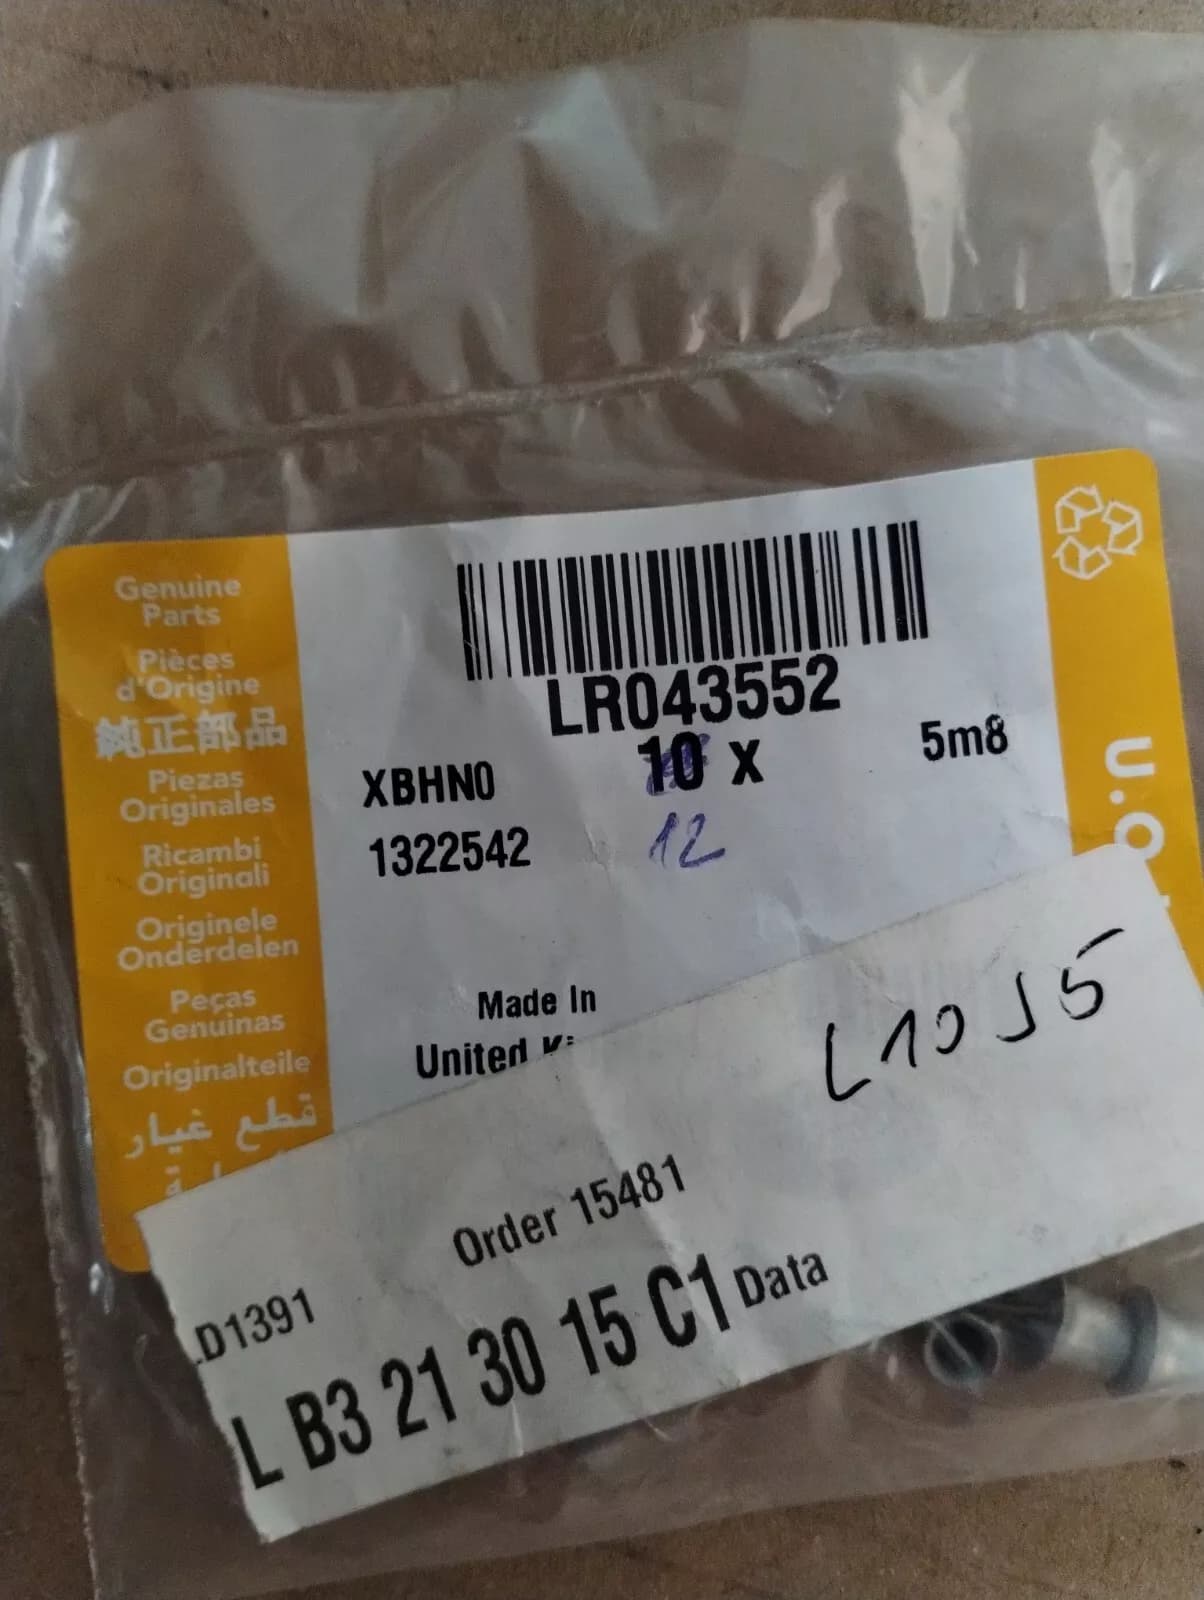 Genuine
Parts
Pièces
d'Origine
純正部品
Piezas
Originales
Ricambi
Originali
Originele
Onderdelen
Peças
Genuinas
Originalteile
قطع غيار
LR043552
XBHN0 10 x 5m8
1322542 12
Made In
United
U.O.
L10J5
Order 15481
D1391
L B3 21 30 15 C1 Data